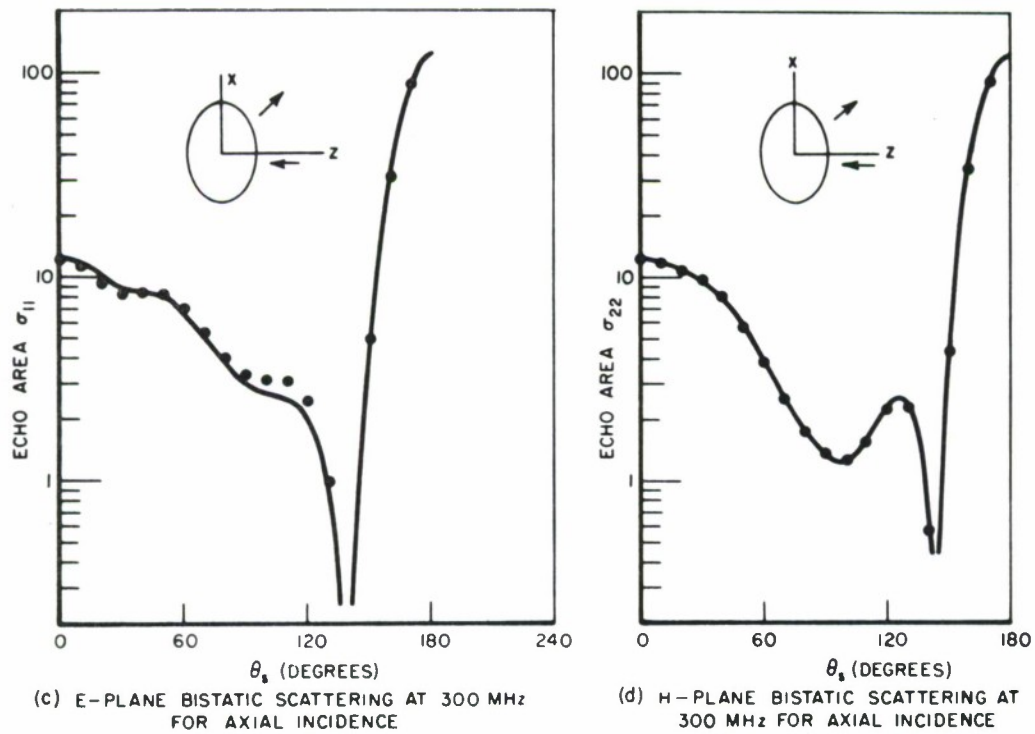 100
10
1
ECHO AREA σ11
X
Z
0 60 120 180 240
θs (DEGREES)
(c) E-PLANE BISTATIC SCATTERING AT 300 MHz
FOR AXIAL INCIDENCE
100
10
1
ECHO AREA σ22
X
Z
0 60 120 180
θs (DEGREES)
(d) H-PLANE BISTATIC SCATTERING AT
300 MHz FOR AXIAL INCIDENCE